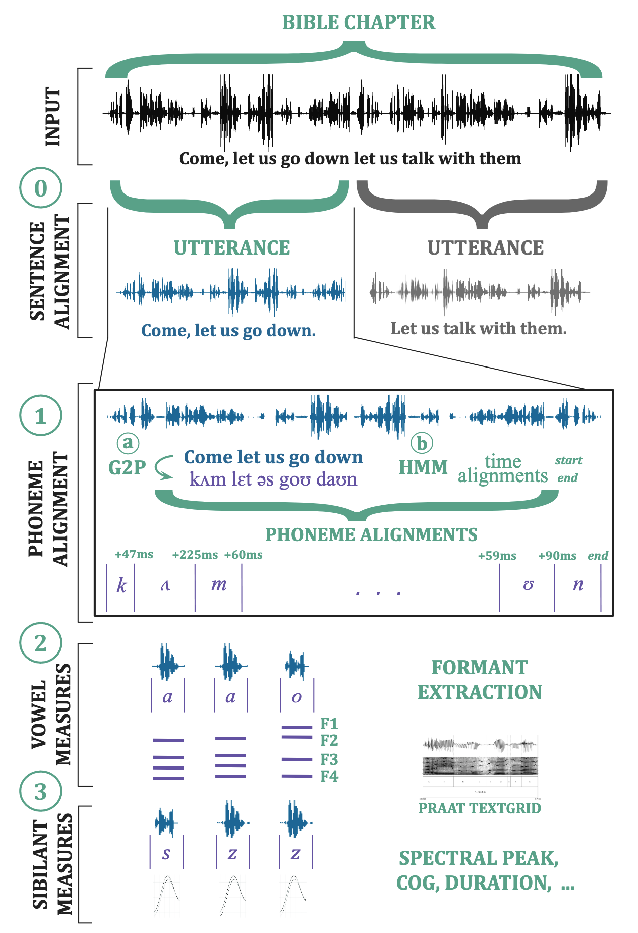 BIBLE CHAPTER
INPUT
Come, let us go down let us talk with them
0
SENTENCE
ALIGNMENT
UTTERANCE
UTTERANCE
Come, let us go down.
Let us talk with them.
1
PHONEME
ALIGNMENT
a
G2P
Come let us go down
kʌm lɛt əs goʊ daʊn
b
HMM
time
alignments
start
end
PHONEME ALIGNMENTS
+47ms +225ms +60ms +59ms +90ms end
k ʌ m . . . ʊ n
2
VOWEL
MEASURES
a a o
F1
F2
F3
F4
FORMANT
EXTRACTION
PRAAT TEXTGRID
3
SIBILANT
MEASURES
s z z
SPECTRAL PEAK,
COG, DURATION, ...